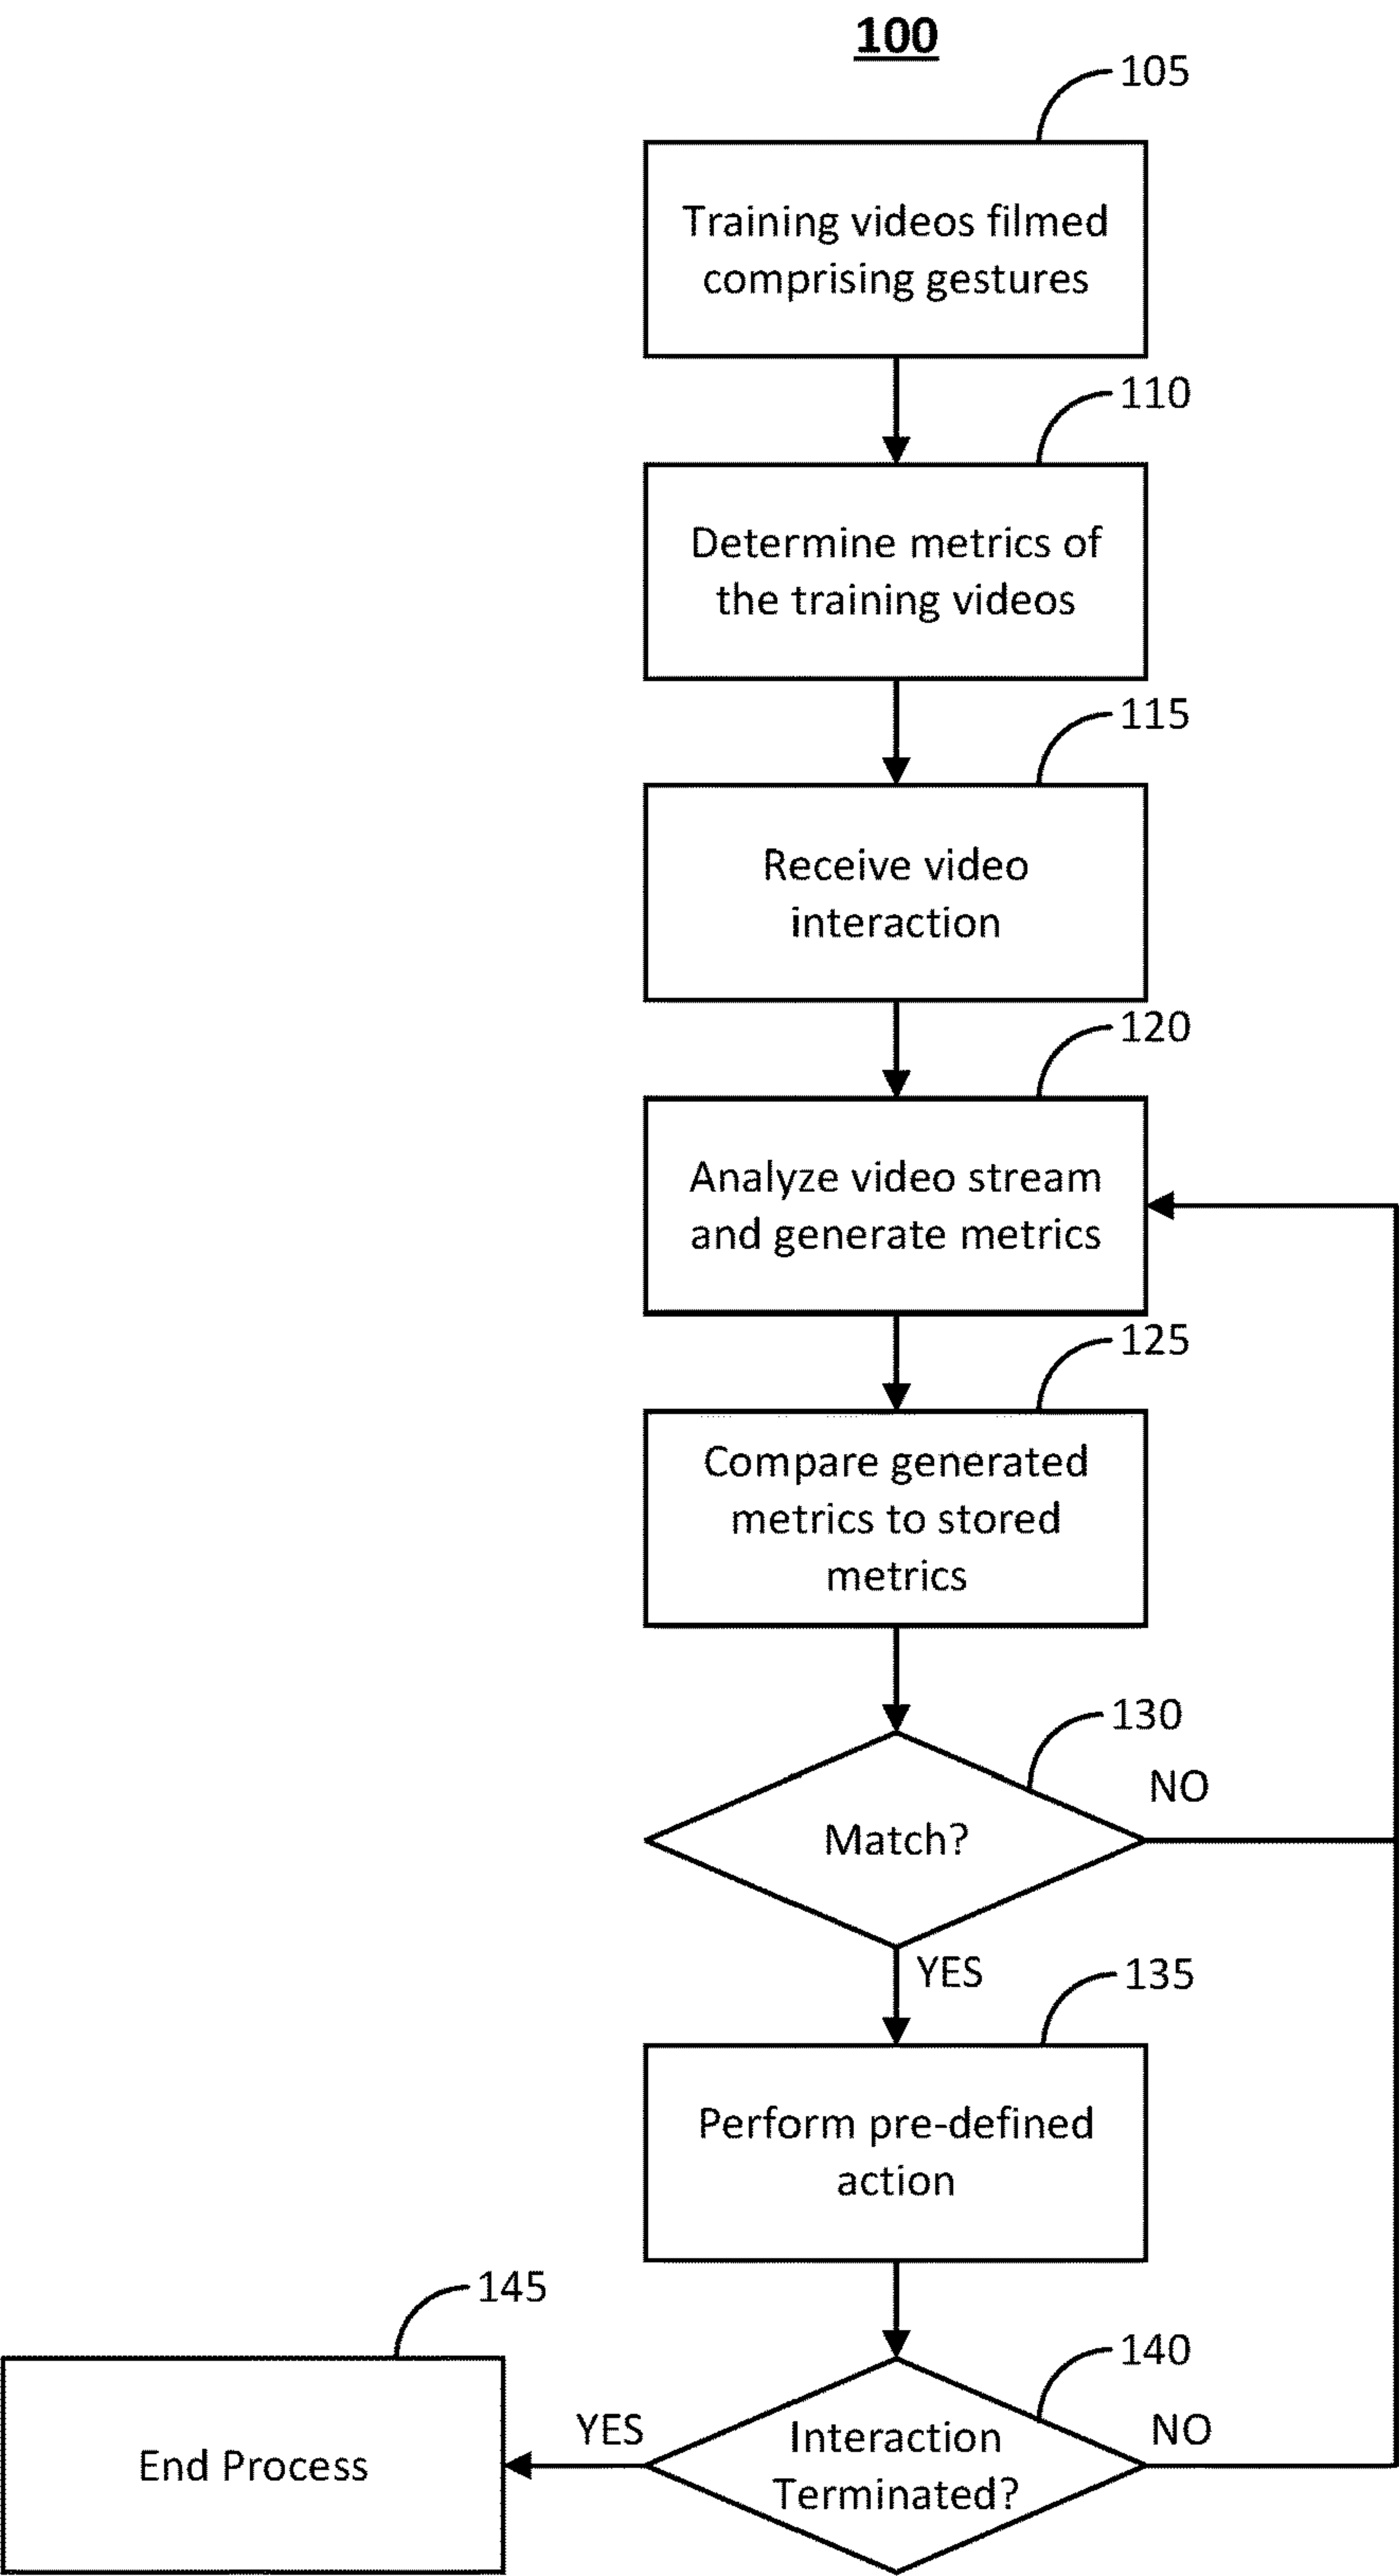 100
105
Training videos filmed
comprising gestures
110
Determine metrics of
the training videos
115
Receive video
interaction
120
Analyze video stream
and generate metrics
125
Compare generated
metrics to stored
metrics
130
Match?
NO
YES
135
Perform pre-defined
action
140
Interaction
Terminated?
NO
YES
145
End Process